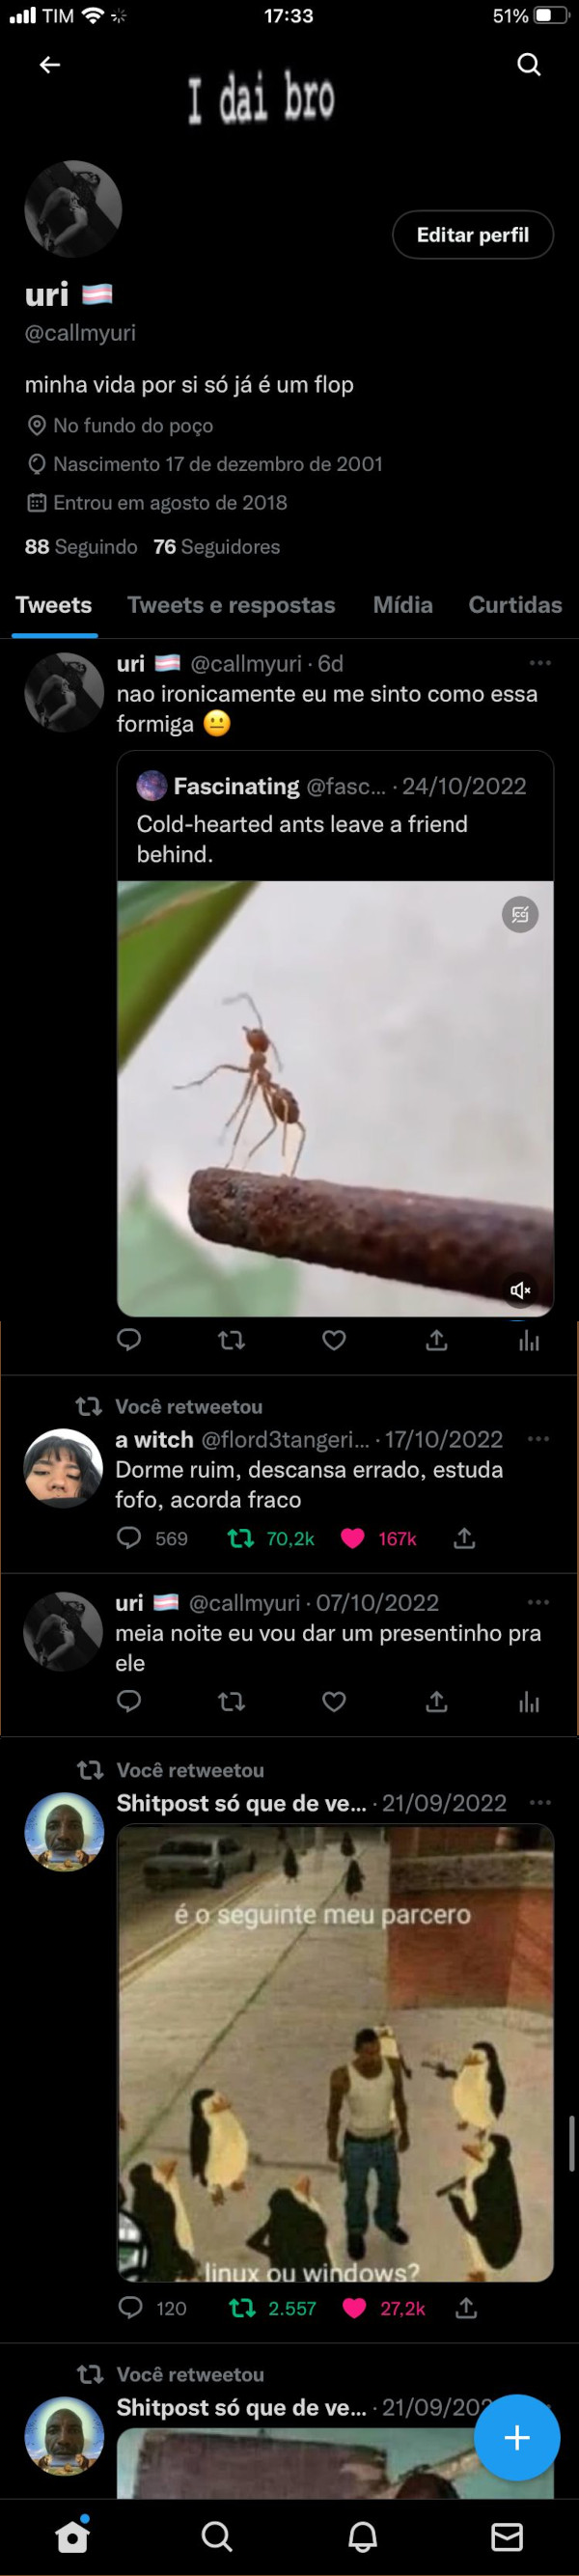 TIM 17:33 51%
I dai bro
Editar perfil
uri
@callmyuri
minha vida por si só já é um flop
No fundo do poço
Nascimento 17 de dezembro de 2001
Entrou em agosto de 2018
88 Seguindo 76 Seguidores
Tweets Tweets e respostas Mídia Curtidas
uri @callmyuri · 6d
nao ironicamente eu me sinto como essa
formiga 😐
Fascinating @fasc... · 24/10/2022
Cold-hearted ants leave a friend
behind.
Você retweetou
a witch @flord3tangeri... · 17/10/2022
Dorme ruim, descansa errado, estuda
fofo, acorda fraco
569 70,2k 167k
uri @callmyuri · 07/10/2022
meia noite eu vou dar um presentinho pra
ele
Você retweetou
Shitpost só que de ve... · 21/09/2022
é o seguinte meu parcero
linux ou windows?
120 2.557 27,2k
Você retweetou
Shitpost só que de ve... · 21/09/202